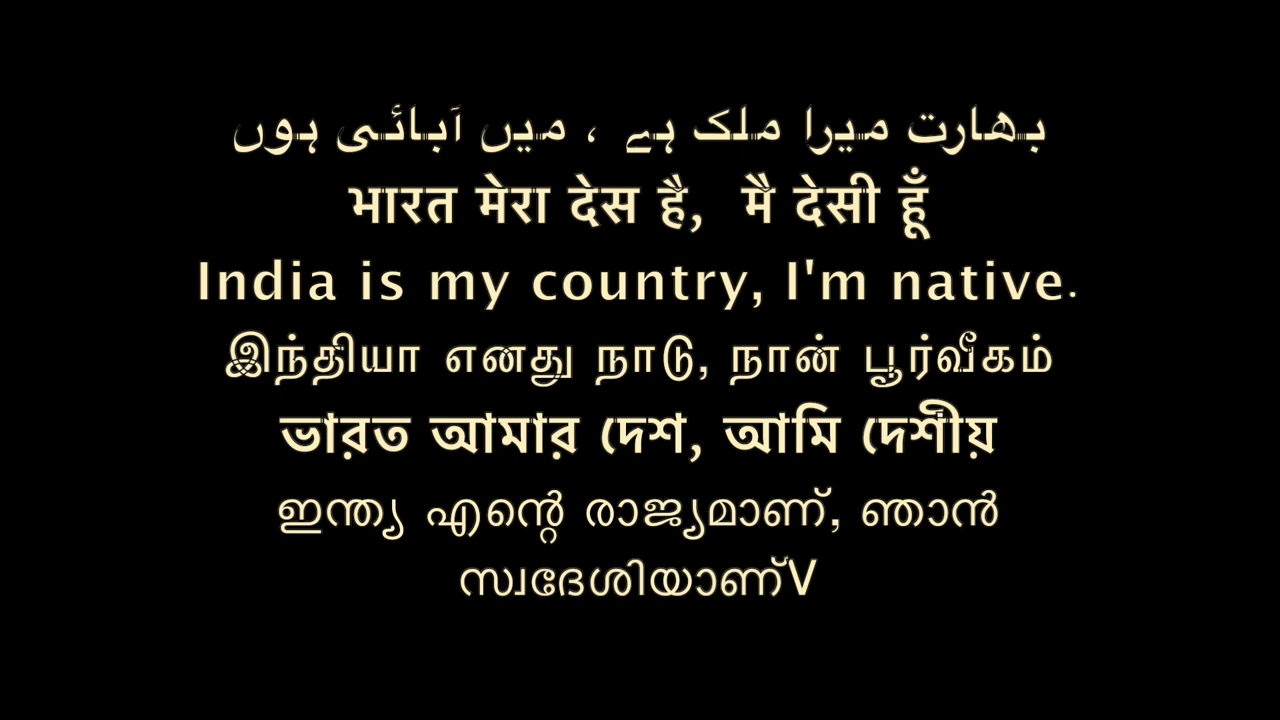 بھارت میرا ملک ہے ، میں آبائی ہوں
भारत मेरा देस है, मै देसी हूँ
India is my country, I'm native.
இந்தியா எனது நாடு, நான் பூர்வீகம்
ভারত আমার দেশ, আমি দেশীয়
ഇന്ത്യ എന്റെ രാജ്യമാണ്, ഞാൻ
സ്വദേശിയാണ്V